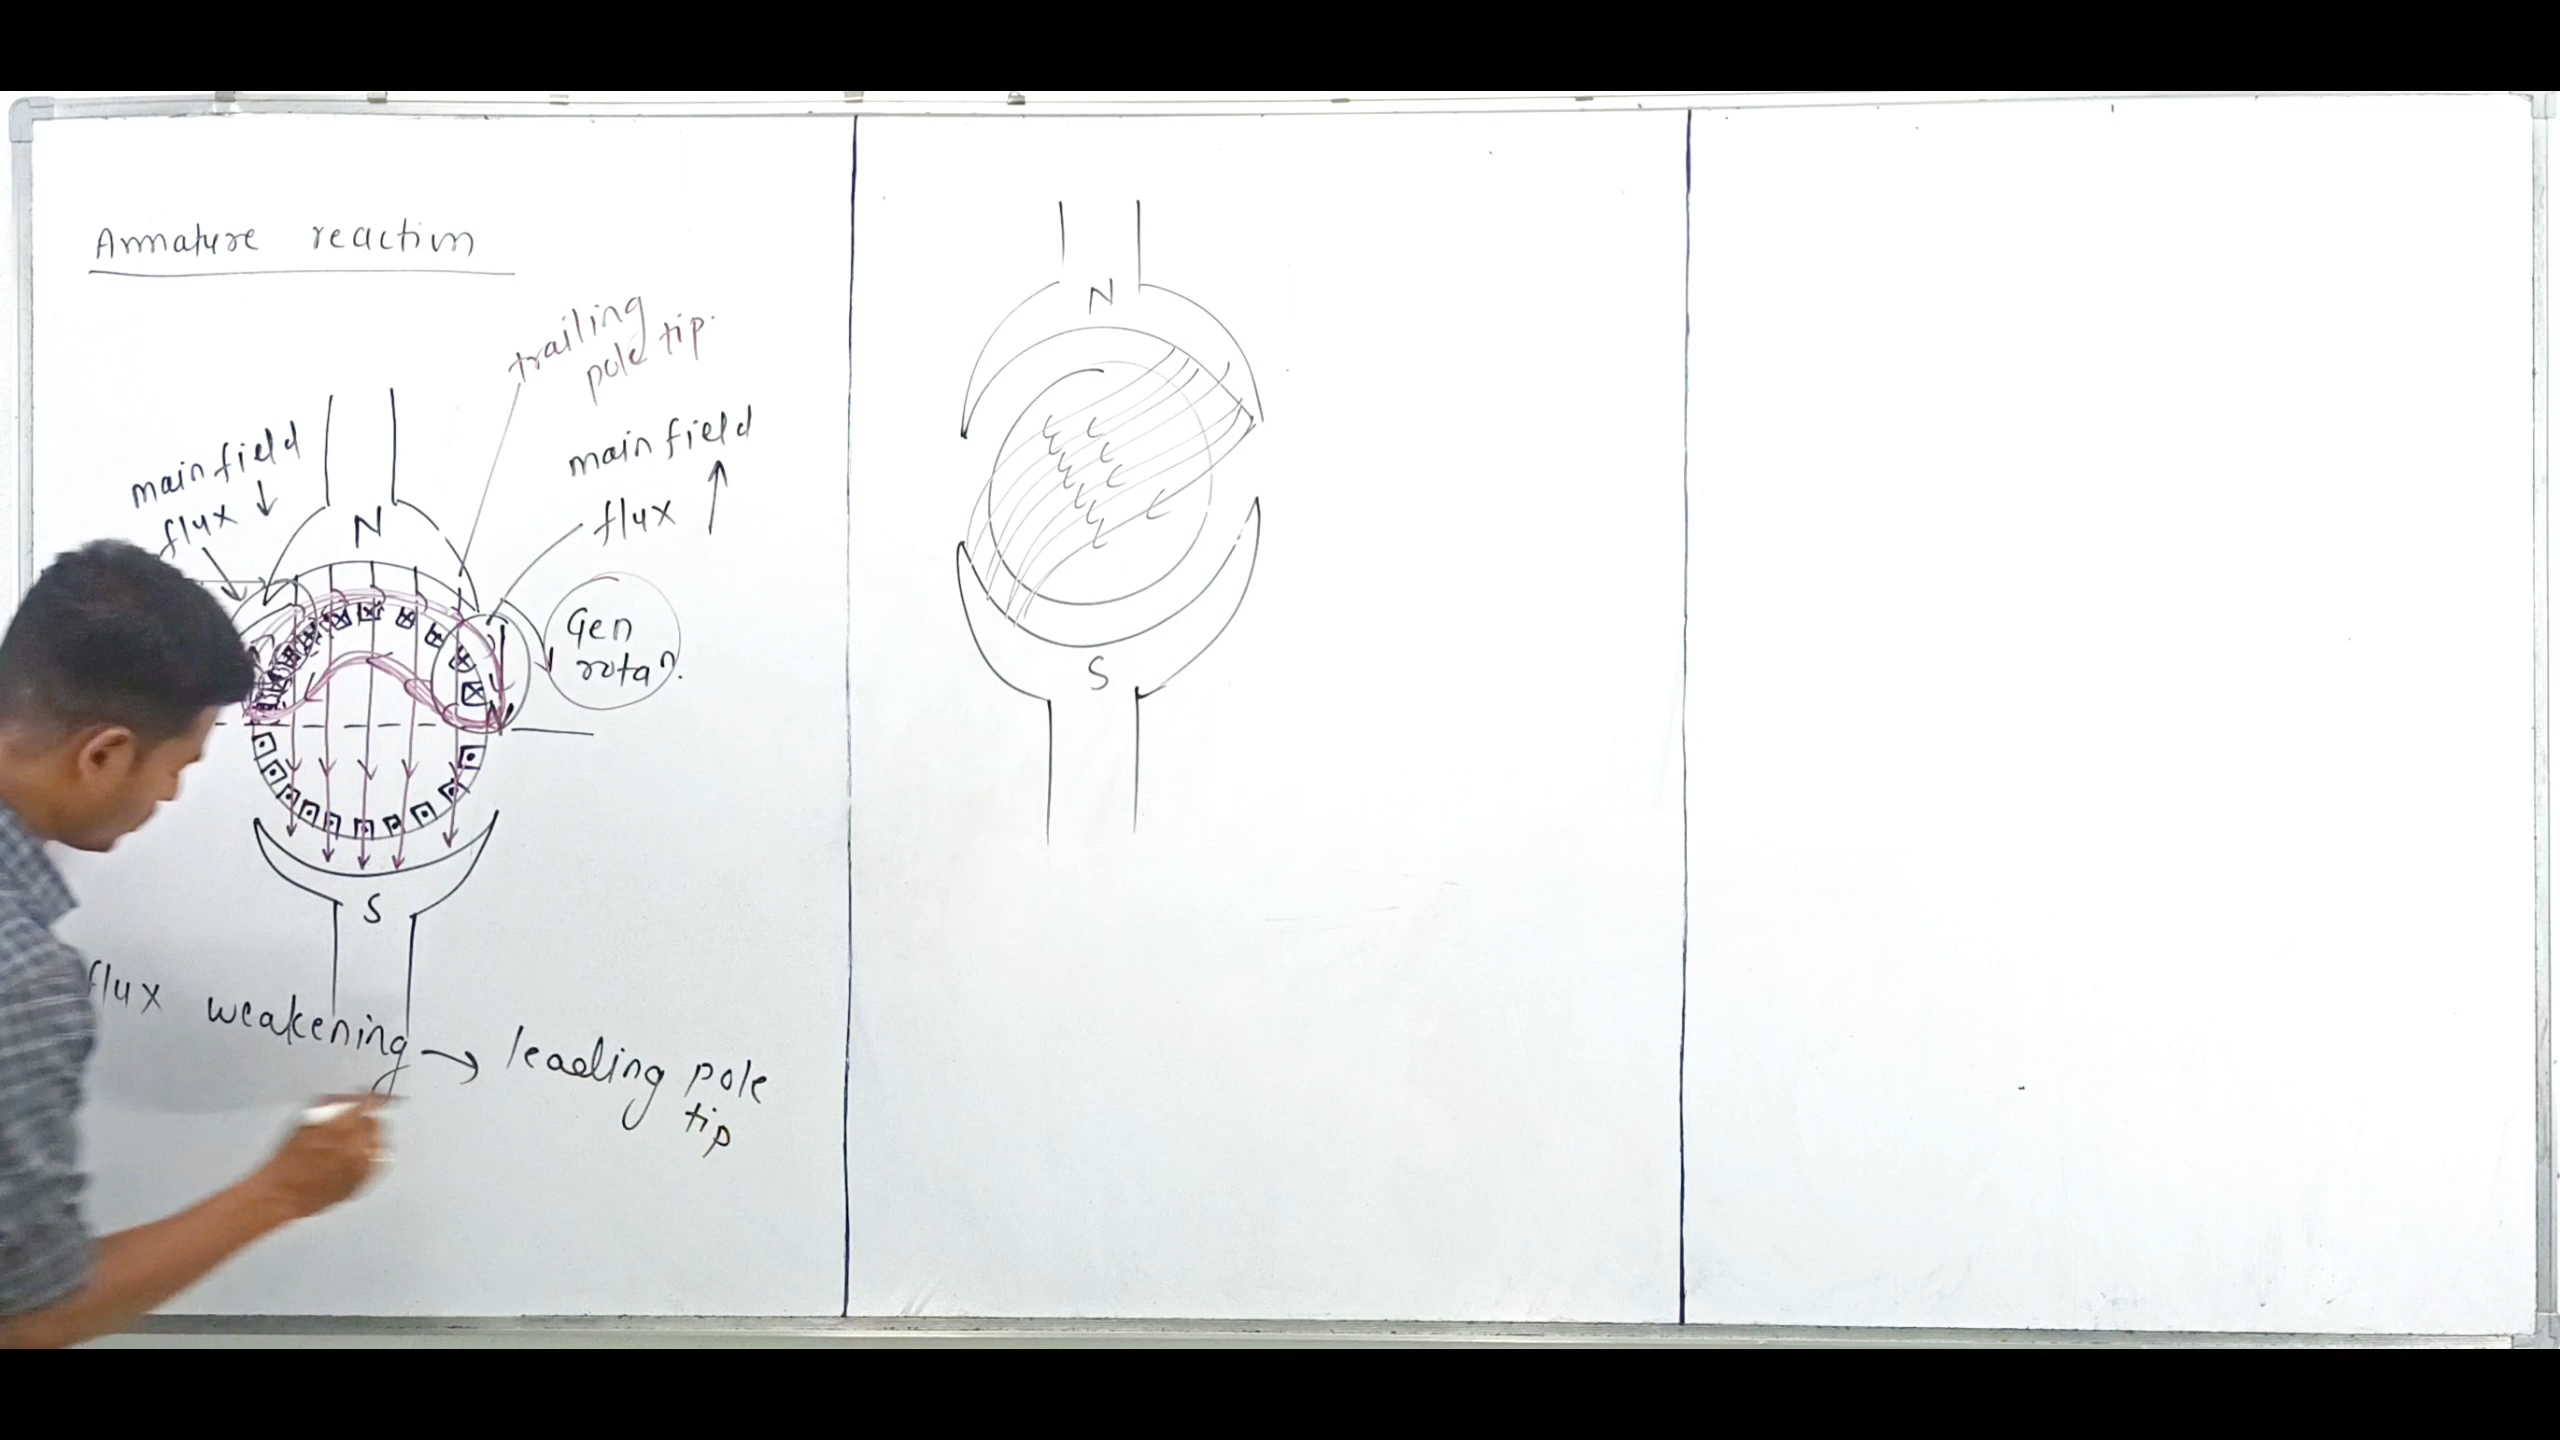 Armature reaction
trailing
pole tip.
main field
flux ↓
main field
flux ↑
N
Gen
rotaⁿ.
S
flux weakening → leading pole
tip
N
S